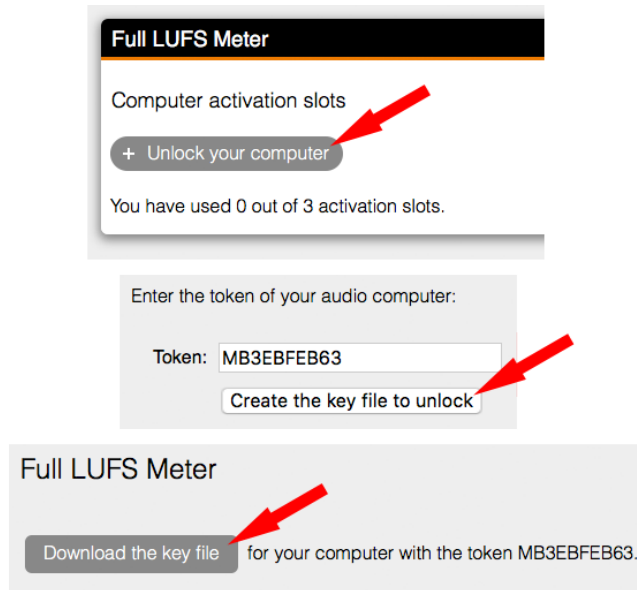 Full LUFS Meter
Computer activation slots
+ Unlock your computer
You have used 0 out of 3 activation slots.
Enter the token of your audio computer:
Token: MB3EBFEB63
Create the key file to unlock
Full LUFS Meter
Download the key file for your computer with the token MB3EBFEB63.